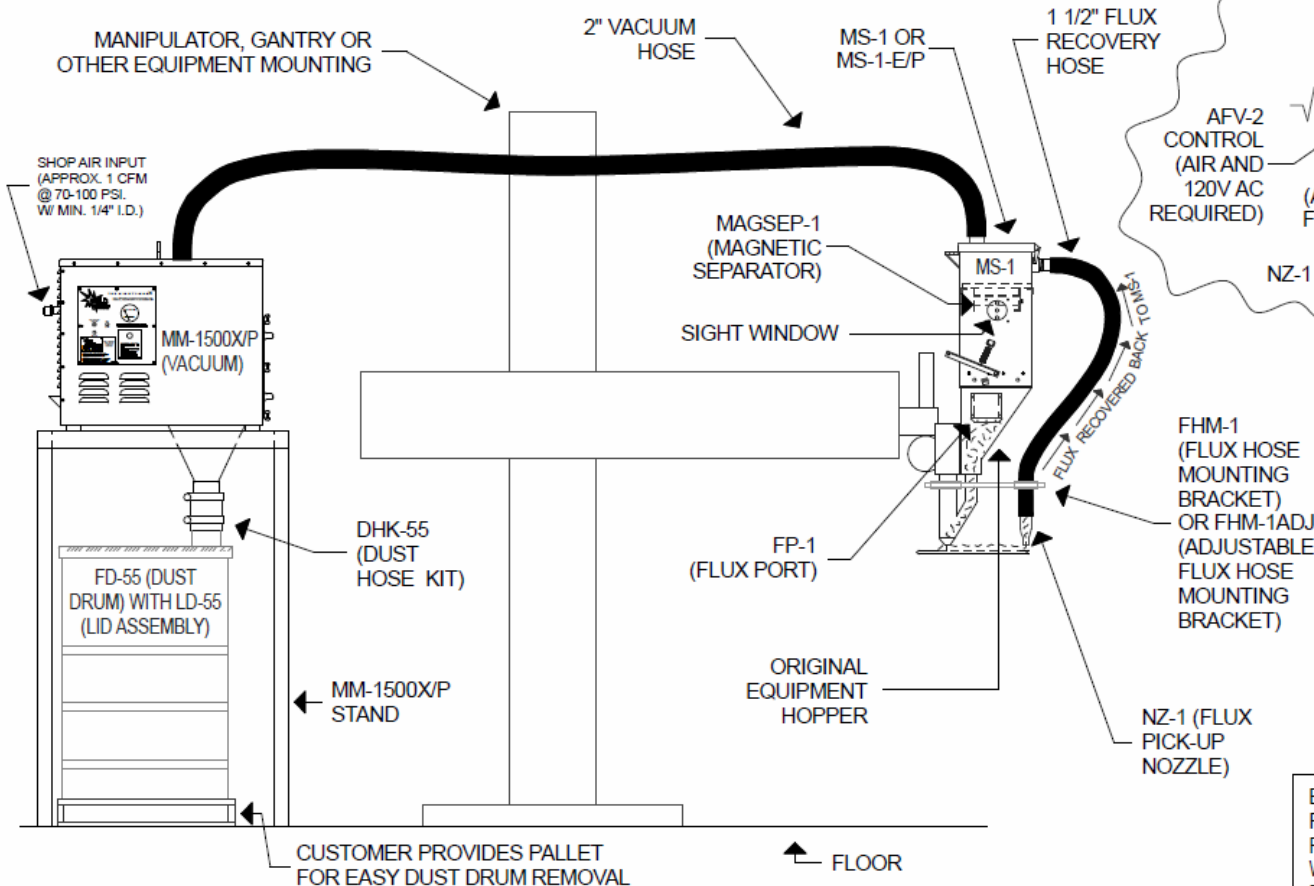 MANIPULATOR, GANTRY OR
OTHER EQUIPMENT MOUNTING
2" VACUUM
HOSE
MS-1 OR
MS-1-E/P
1 1/2" FLUX
RECOVERY
HOSE
AFV-2
CONTROL
(AIR AND
120V AC
REQUIRED)
(A
F
NZ-1
SHOP AIR INPUT
(APPROX. 1 CFM
@ 70-100 PSI.
W/ MIN. 1/4" I.D.)
MAGSEP-1
(MAGNETIC
SEPARATOR)
MS-1
SIGHT WINDOW
MM-1500X/P
(VACUUM)
FLUX RECOVERED BACK TO MS-1
FHM-1
(FLUX HOSE
MOUNTING
BRACKET)
OR FHM-1ADJ
(ADJUSTABLE
FLUX HOSE
MOUNTING
BRACKET)
DHK-55
(DUST
HOSE KIT)
FP-1
(FLUX PORT)
FD-55 (DUST
DRUM) WITH LD-55
(LID ASSEMBLY)
ORIGINAL
EQUIPMENT
HOPPER
MM-1500X/P
STAND
NZ-1 (FLUX
PICK-UP
NOZZLE)
CUSTOMER PROVIDES PALLET
FOR EASY DUST DRUM REMOVAL
FLOOR